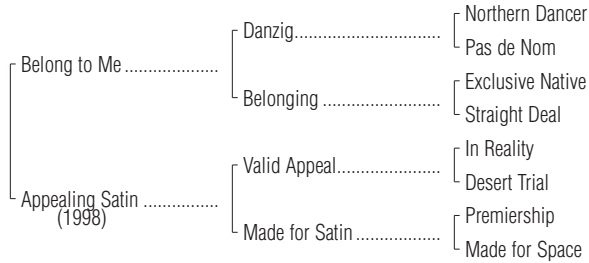 Northern Dancer
Danzig..............................
Pas de Nom
Belong to Me ....................
Exclusive Native
Belonging .........................
Straight Deal
In Reality
Valid Appeal......................
Desert Trial
Appealing Satin ................
(1998)
Premiership
Made for Satin ..................
Made for Space